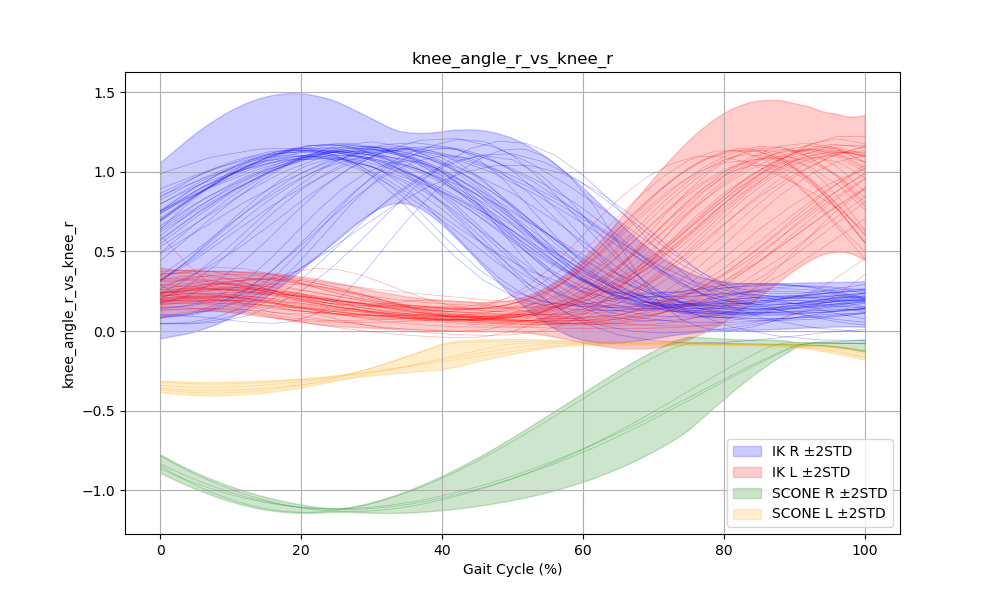 knee_angle_r_vs_knee_r
knee_angle_r_vs_knee_r
1.5
1.0
0.5
0.0
−0.5
−1.0
0
20
40
60
80
100
Gait Cycle (%)
IK R ±2STD
IK L ±2STD
SCONE R ±2STD
SCONE L ±2STD